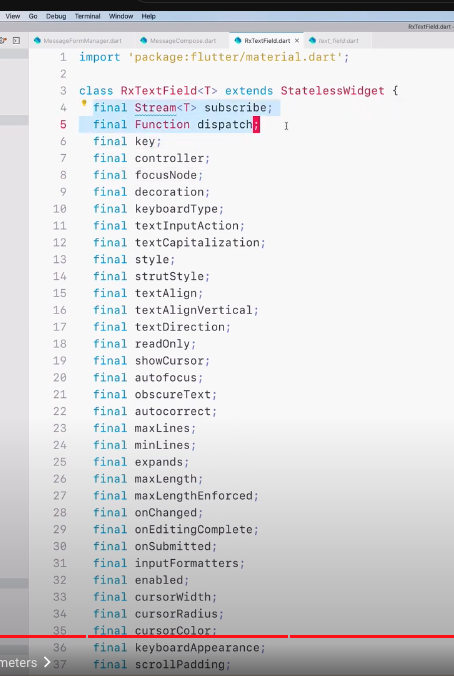 View Go Debug Terminal Window Help
RxTextField.dart -
MessageFormManager.dart MessageCompose.dart RxTextField.dart × text_field.dart
1 import 'package:flutter/material.dart';
2
3 class RxTextField<T> extends StatelessWidget {
4 final Stream<T> subscribe;
5 final Function dispatch;
6 final key;
7 final controller;
8 final focusNode;
9 final decoration;
10 final keyboardType;
11 final textInputAction;
12 final textCapitalization;
13 final style;
14 final strutStyle;
15 final textAlign;
16 final textAlignVertical;
17 final textDirection;
18 final readOnly;
19 final showCursor;
20 final autofocus;
21 final obscureText;
22 final autocorrect;
23 final maxLines;
24 final minLines;
25 final expands;
26 final maxLength;
27 final maxLengthEnforced;
28 final onChanged;
29 final onEditingComplete;
30 final onSubmitted;
31 final inputFormatters;
32 final enabled;
33 final cursorWidth;
34 final cursorRadius;
35 final cursorColor;
36 final keyboardAppearance;
37 final scrollPadding;
meters >